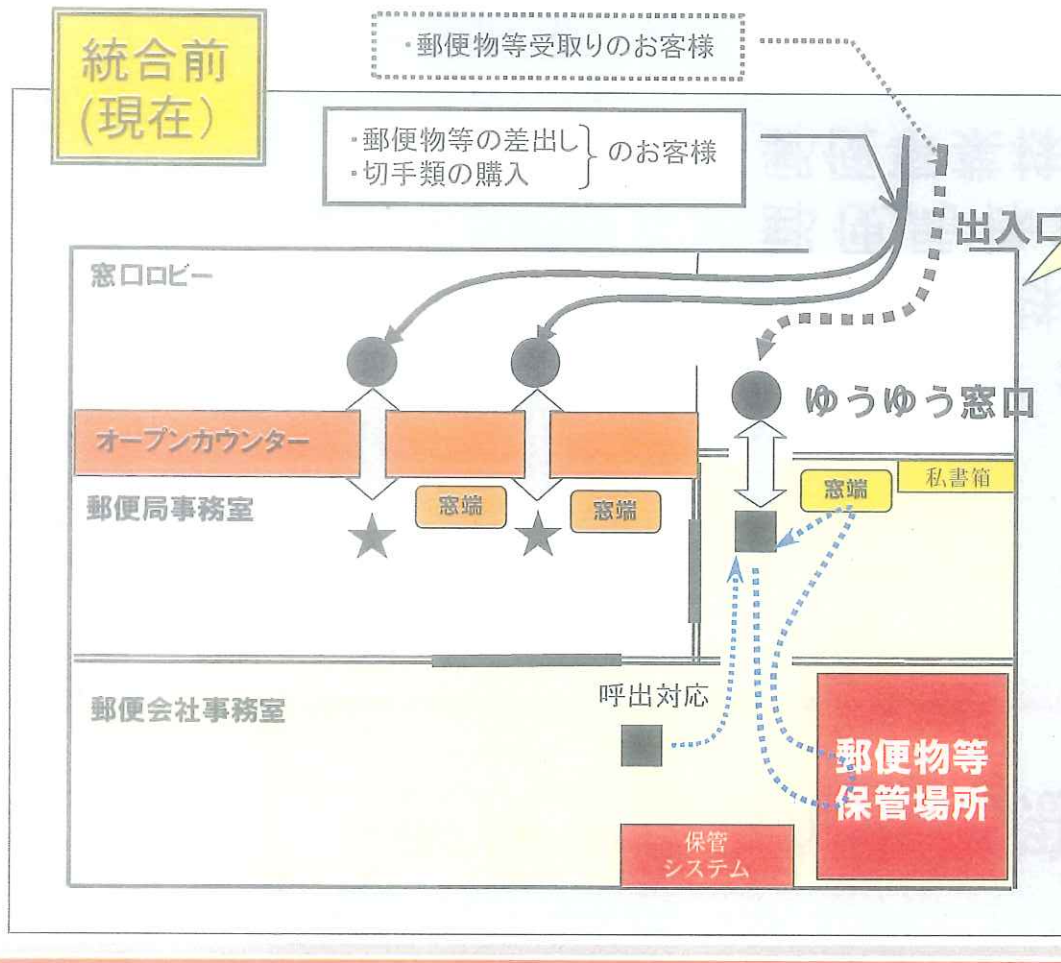 統合前
(現在)
・郵便物等受取りのお客様
・郵便物等の差出し
・切手類の購入
のお客様
出入口
窓口ロビー
ゆうゆう窓口
オープンカウンター
郵便局事務室
窓端
窓端
窓端
私書箱
郵便会社事務室
呼出対応
郵便物等
保管場所
保管
システム